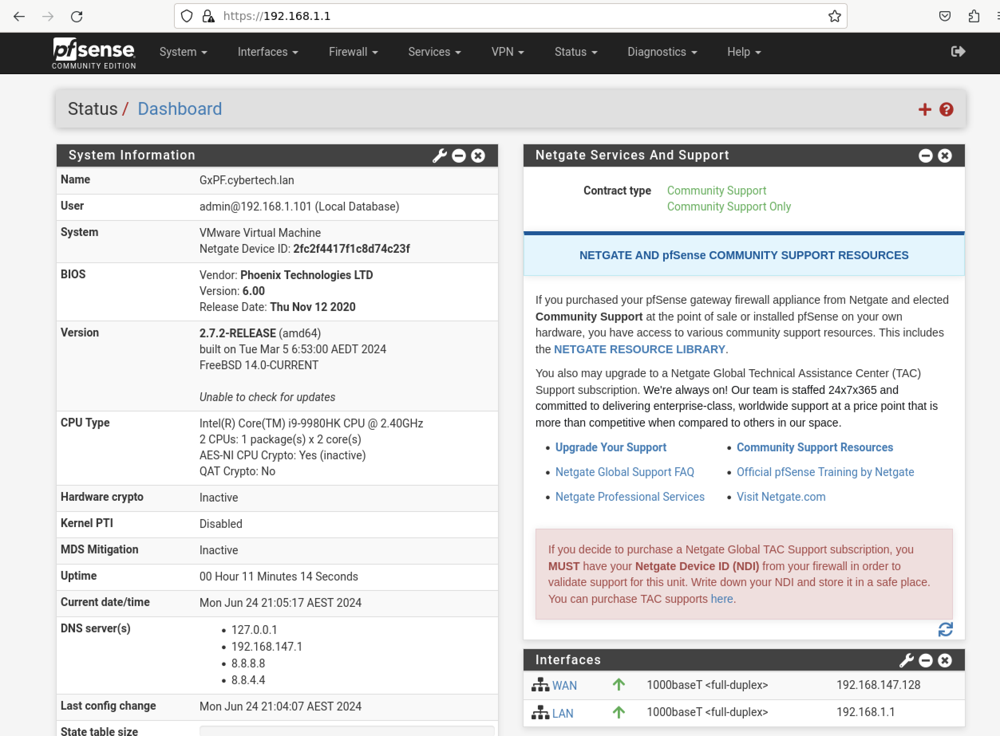 https://192.168.1.1
pfsense
COMMUNITY EDITION
System
Interfaces
Firewall
Services
VPN
Status
Diagnostics
Help
Status / Dashboard
System Information
Name GxPF.cybertech.lan
User admin@192.168.1.101 (Local Database)
System VMware Virtual Machine
Netgate Device ID: 2fc2f4417f1c8d74c23f
BIOS Vendor: Phoenix Technologies LTD
Version: 6.00
Release Date: Thu Nov 12 2020
Version 2.7.2-RELEASE (amd64)
built on Tue Mar 5 6:53:00 AEDT 2024
FreeBSD 14.0-CURRENT
Unable to check for updates
CPU Type Intel(R) Core(TM) i9-9980HK CPU @ 2.40GHz
2 CPUs: 1 package(s) x 2 core(s)
AES-NI CPU Crypto: Yes (inactive)
QAT Crypto: No
Hardware crypto Inactive
Kernel PTI Disabled
MDS Mitigation Inactive
Uptime 00 Hour 11 Minutes 14 Seconds
Current date/time Mon Jun 24 21:05:17 AEST 2024
DNS server(s)
• 127.0.0.1
• 192.168.147.1
• 8.8.8.8
• 8.8.4.4
Last config change Mon Jun 24 21:04:07 AEST 2024
State table size
Netgate Services And Support
Contract type Community Support
Community Support Only
NETGATE AND pfSense COMMUNITY SUPPORT RESOURCES
If you purchased your pfSense gateway firewall appliance from Netgate and elected
Community Support at the point of sale or installed pfSense on your own
hardware, you have access to various community support resources. This includes
the NETGATE RESOURCE LIBRARY.
You also may upgrade to a Netgate Global Technical Assistance Center (TAC)
Support subscription. We're always on! Our team is staffed 24x7x365 and
committed to delivering enterprise-class, worldwide support at a price point that is
more than competitive when compared to others in our space.
• Upgrade Your Support
• Community Support Resources
• Netgate Global Support FAQ
• Official pfSense Training by Netgate
• Netgate Professional Services
• Visit Netgate.com
If you decide to purchase a Netgate Global TAC Support subscription, you
MUST have your Netgate Device ID (NDI) from your firewall in order to
validate support for this unit. Write down your NDI and store it in a safe place.
You can purchase TAC supports here.
Interfaces
WAN 1000baseT <full-duplex> 192.168.147.128
LAN 1000baseT <full-duplex> 192.168.1.1